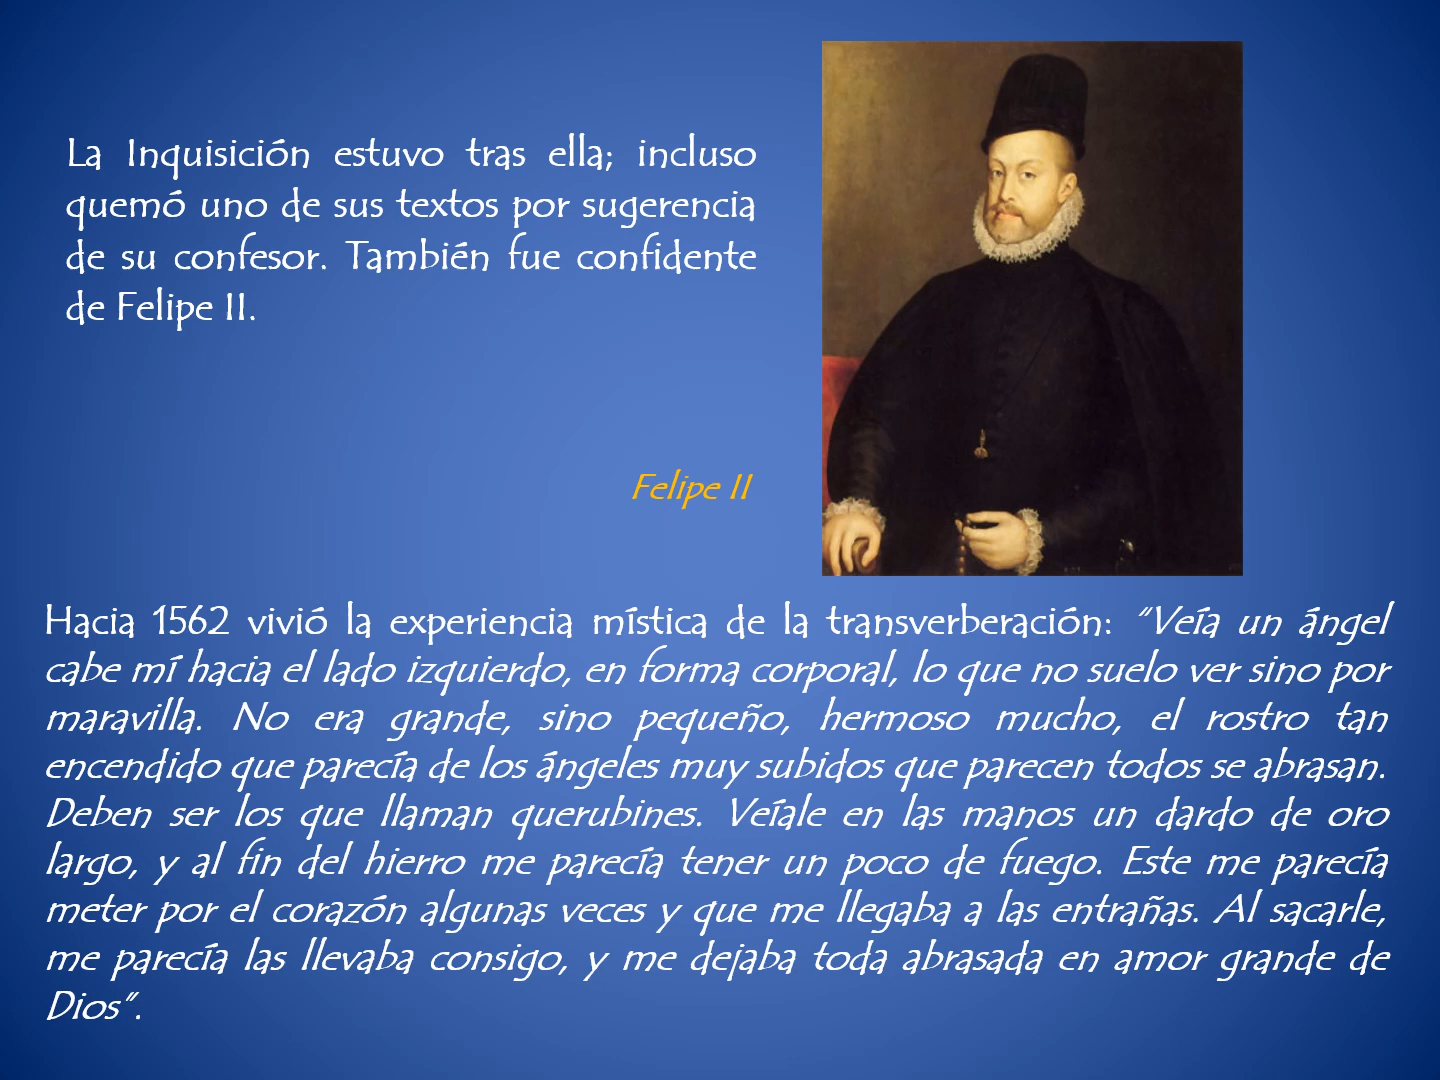 La Inquisición estuvo tras ella; incluso
quemó uno de sus textos por sugerencia
de su confesor. También fue confidente
de Felipe II.
Felipe II
Hacia 1562 vivió la experiencia mística de la transverberación: "Veía un ángel
cabe mí hacia el lado izquierdo, en forma corporal, lo que no suelo ver sino por
maravilla. No era grande, sino pequeño, hermoso mucho, el rostro tan
encendido que parecía de los ángeles muy subidos que parecen todos se abrasan.
Deben ser los que llaman querubines. Veíale en las manos un dardo de oro
largo, y al fin del hierro me parecía tener un poco de fuego. Este me parecía
meter por el corazón algunas veces y que me llegaba a las entrañas. Al sacarle,
me parecía las llevaba consigo, y me dejaba toda abrasada en amor grande de
Dios".